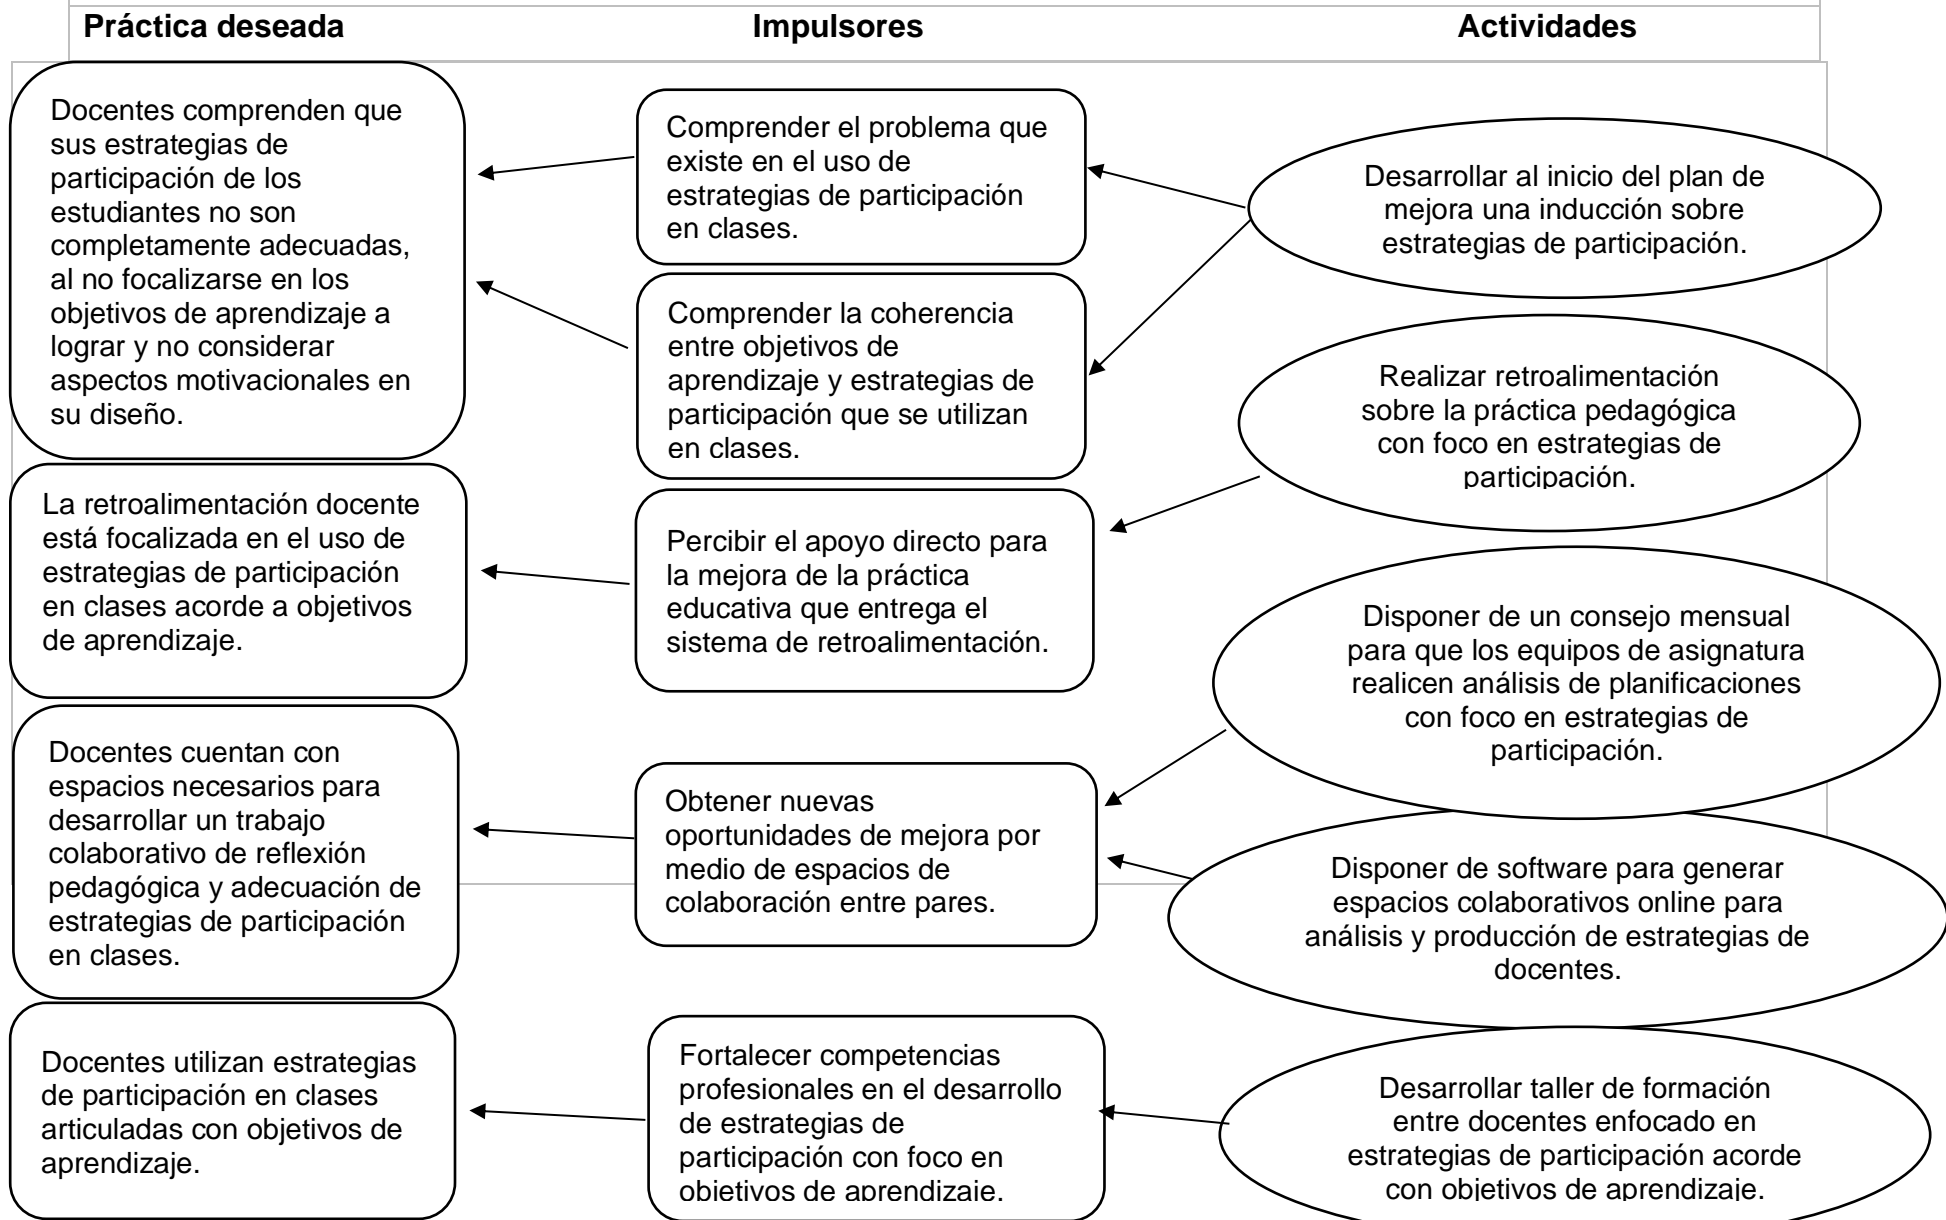 Práctica deseada
Impulsores
Actividades
Docentes comprenden que
sus estrategias de
participación de los
estudiantes no son
completamente adecuadas,
al no focalizarse en los
objetivos de aprendizaje a
lograr y no considerar
aspectos motivacionales en
su diseño.
Comprender el problema que
existe en el uso de
estrategias de participación
en clases.
Desarrollar al inicio del plan de
mejora una inducción sobre
estrategias de participación.
Comprender la coherencia
entre objetivos de
aprendizaje y estrategias de
participación que se utilizan
en clases.
Realizar retroalimentación
sobre la práctica pedagógica
con foco en estrategias de
participación.
La retroalimentación docente
está focalizada en el uso de
estrategias de participación
en clases acorde a objetivos
de aprendizaje.
Percibir el apoyo directo para
la mejora de la práctica
educativa que entrega el
sistema de retroalimentación.
Disponer de un consejo mensual
para que los equipos de asignatura
realicen análisis de planificaciones
con foco en estrategias de
participación.
Docentes cuentan con
espacios necesarios para
desarrollar un trabajo
colaborativo de reflexión
pedagógica y adecuación de
estrategias de participación
en clases.
Obtener nuevas
oportunidades de mejora por
medio de espacios de
colaboración entre pares.
Disponer de software para generar
espacios colaborativos online para
análisis y producción de estrategias de
docentes.
Docentes utilizan estrategias
de participación en clases
articuladas con objetivos de
aprendizaje.
Fortalecer competencias
profesionales en el desarrollo
de estrategias de
participación con foco en
objetivos de aprendizaje.
Desarrollar taller de formación
entre docentes enfocado en
estrategias de participación acorde
con objetivos de aprendizaje.